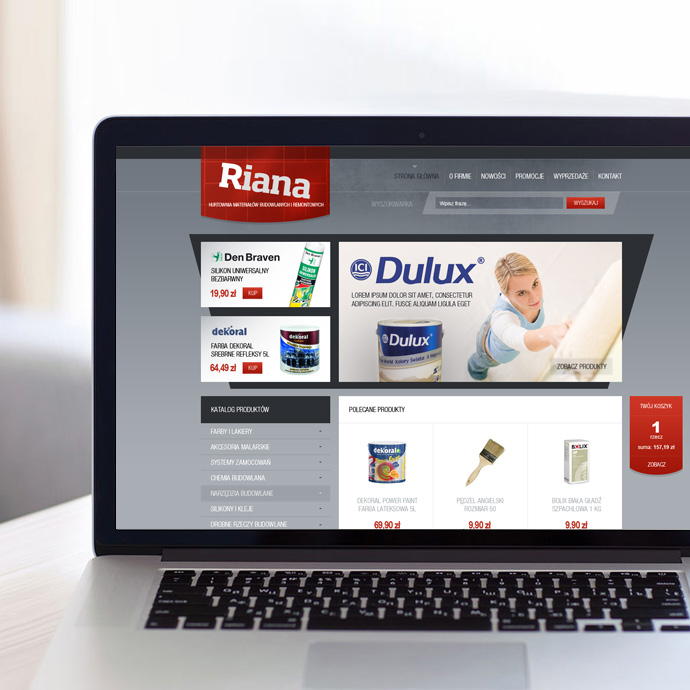 Riana
HURTOWNIA MATERIAŁÓW BUDOWLANYCH I REMONTOWYCH
STRONA GŁÓWNA O FIRMIE NOWOŚCI PROMOCJE WYPRZEDAŻE KONTAKT
WYSZUKIWARKA Wpisz frazę... WYSZUKAJ
Den Braven
SILIKON UNIWERSALNY
BEZBARWNY
19,90 zł KUP
dekoral
FARBA DEKORAL
SREBRNE REFLEKSY 5L
64,49 zł KUP
dekoral
ICI Dulux®
LOREM IPSUM DOLOR SIT AMET, CONSECTETUR
ADIPISCING ELIT. FUSCE ALIQUAM LIGULA EGET
Dulux
ZOBACZ PRODUKTY
KATALOG PRODUKTÓW
FARBY I LAKIERY
AKCESORIA MALARSKIE
SYSTEMY ZAMOCOWAŃ
CHEMIA BUDOWLANA
NARZĘDZIA BUDOWLANE
SILIKONY I KLEJE
DROBNE RZECZY BUDOWLANE
POLECANE PRODUKTY
dekoral
DEKORAL POWER PAINT
FARBA LATEKSOWA 5L
69,90 zł
PĘDZEL ANGIELSKI
ROZMIAR 50
9,90 zł
BOLIX
BOLIX BIAŁA GŁADŹ
SZPACHLOWA 1 KG
9,90 zł
TWÓJ KOSZYK
1
rzecz
suma: 157,19 zł
ZOBACZ